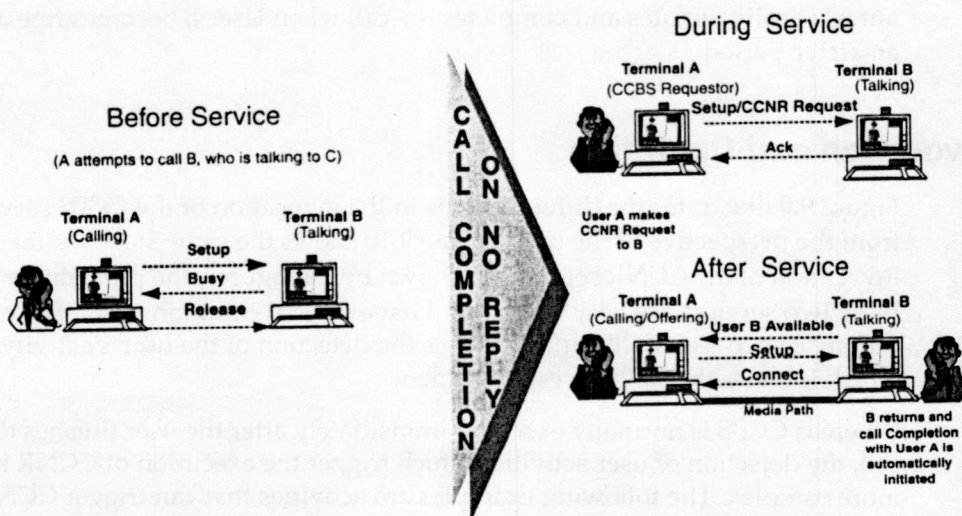 Before Service
(A attempts to call B, who is talking to C)
Terminal A
(Calling)
Terminal B
(Talking)
Setup
Busy
Release
CALL COMPLETION
ON NO REPLY
During Service
Terminal A
(CCBS Requestor)
Terminal B
(Talking)
Setup/CCNR Request
Ack
User A makes
CCNR Request
to B
After Service
Terminal A
(Calling/Offering)
Terminal B
(Talking)
User B Available
Setup
Connect
Media Path
B returns and
call Completion
with User A is
automatically
initiated